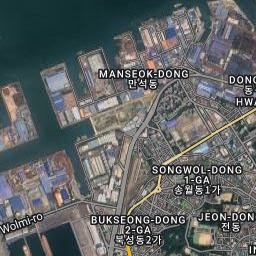 MANSEOK-DONG
만석동
DONG
동
HWA
SONGWOL-DONG
1-GA
송월동1가
Wolmi-ro
BUKSEONG-DONG
2-GA
북성동2가
JEON-DON
전동
IN